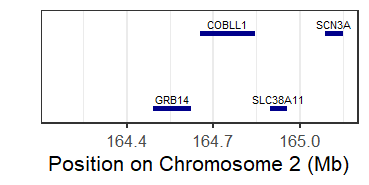 COBLL1 SCN3A
GRB14 SLC38A11
164.4 164.7 165.0
Position on Chromosome 2 (Mb)